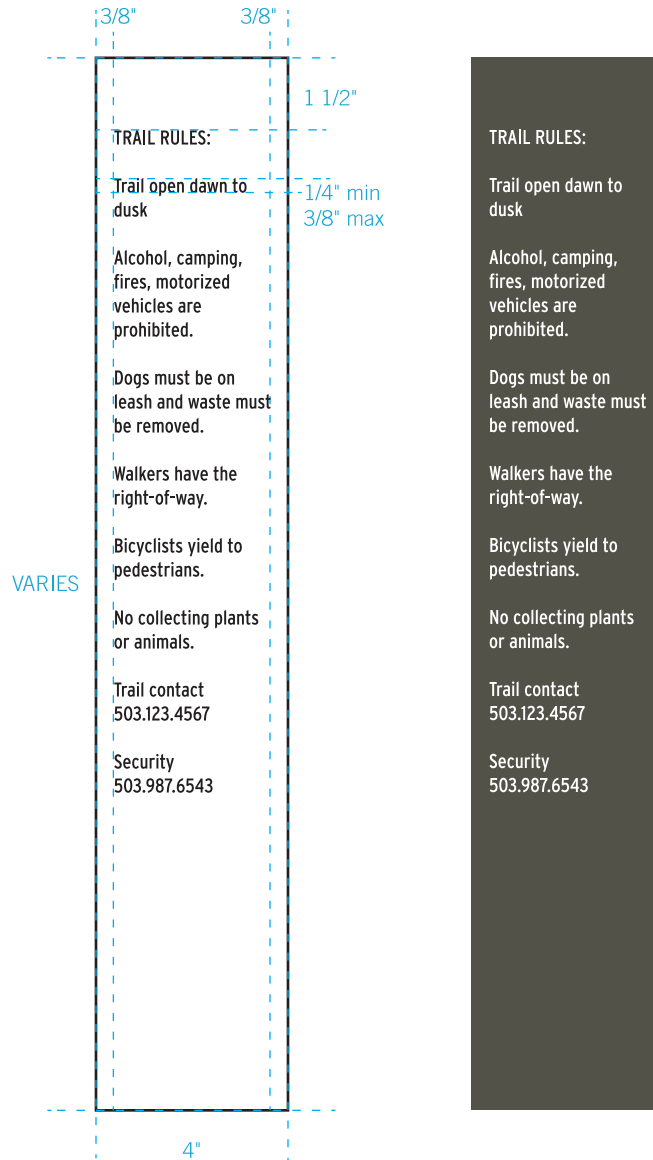 3/8" 3/8"
1 1/2"
TRAIL RULES:
Trail open dawn to
dusk
1/4" min
3/8" max
Alcohol, camping,
fires, motorized
vehicles are
prohibited.
Dogs must be on
leash and waste must
be removed.
Walkers have the
right-of-way.
Bicyclists yield to
pedestrians.
VARIES
No collecting plants
or animals.
Trail contact
503.123.4567
Security
503.987.6543
4"
TRAIL RULES:
Trail open dawn to
dusk
Alcohol, camping,
fires, motorized
vehicles are
prohibited.
Dogs must be on
leash and waste must
be removed.
Walkers have the
right-of-way.
Bicyclists yield to
pedestrians.
No collecting plants
or animals.
Trail contact
503.123.4567
Security
503.987.6543